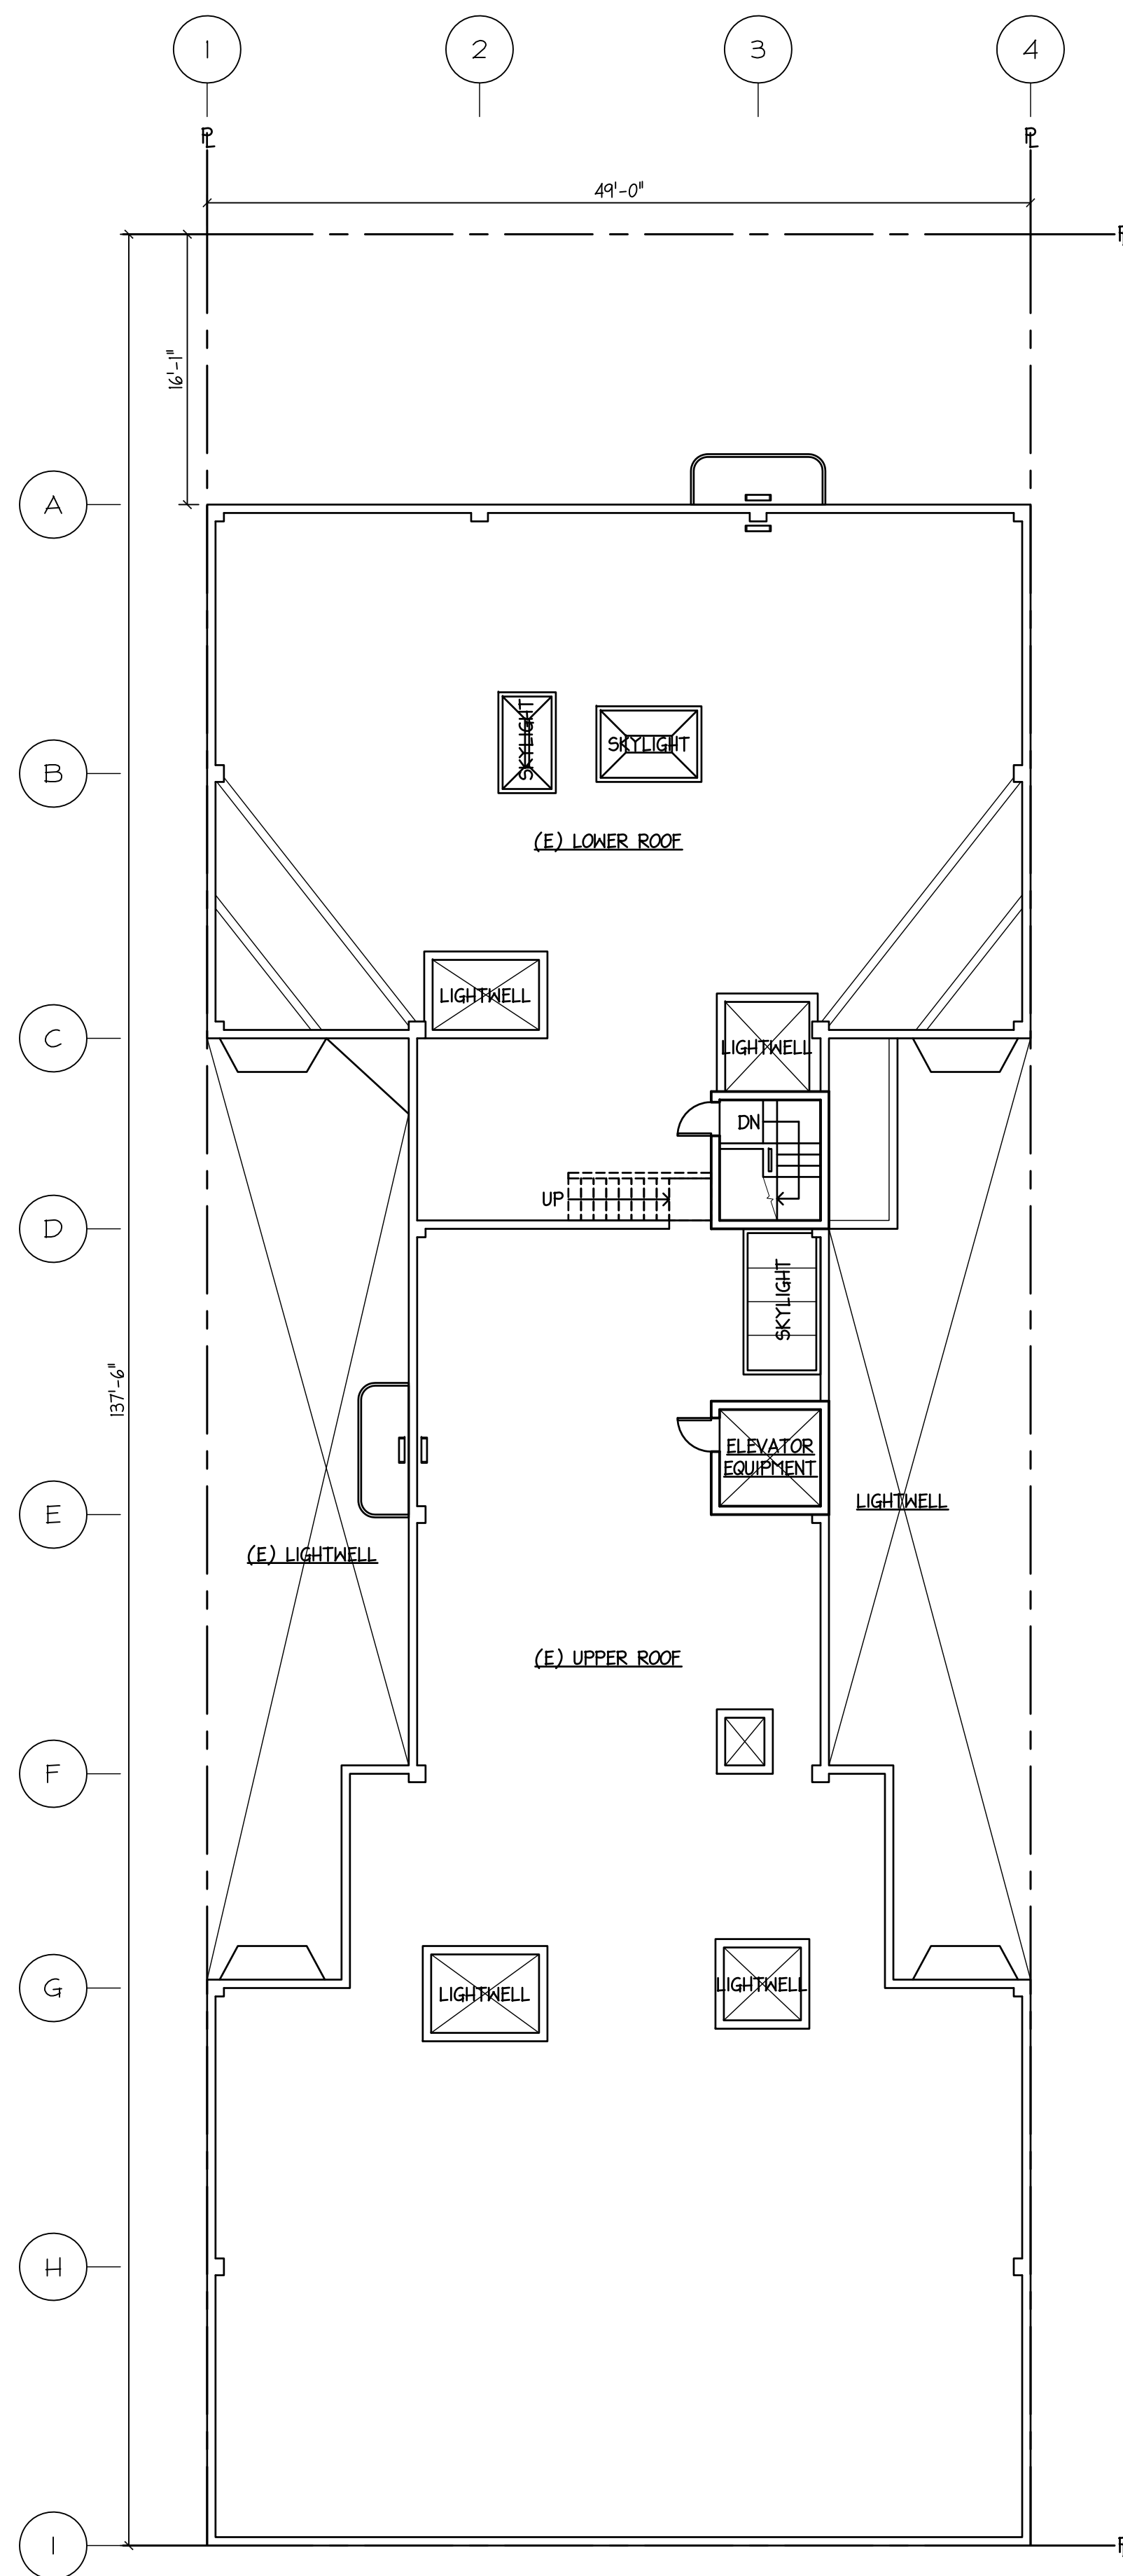 1 2 3 4
PL PL
49'-0"
16'-1"
A
SKYLIGHT
SKYLIGHT
B
(E) LOWER ROOF
LIGHTWELL
C
LIGHTWELL
DN
UP
D
SKYLIGHT
137'-6"
ELEVATOR
EQUIPMENT
LIGHTWELL
E
(E) LIGHTWELL
(E) UPPER ROOF
F
G
LIGHTWELL
LIGHTWELL
H
I